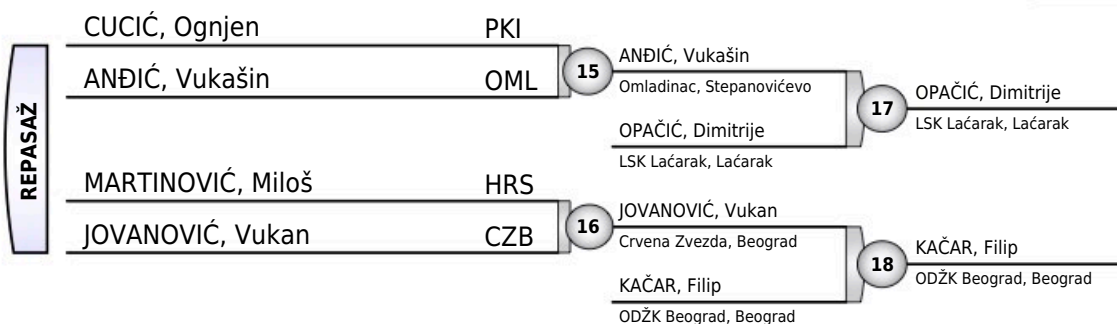 REPASAŽ
CUCIĆ, Ognjen PKI
ANĐIĆ, Vukašin OML
15
ANĐIĆ, Vukašin
Omladinac, Stepanovićevo
OPAČIĆ, Dimitrije
LSK Laćarak, Laćarak
17
OPAČIĆ, Dimitrije
LSK Laćarak, Laćarak
MARTINOVIĆ, Miloš HRS
JOVANOVIĆ, Vukan CZB
16
JOVANOVIĆ, Vukan
Crvena Zvezda, Beograd
KAČAR, Filip
ODŽK Beograd, Beograd
18
KAČAR, Filip
ODŽK Beograd, Beograd